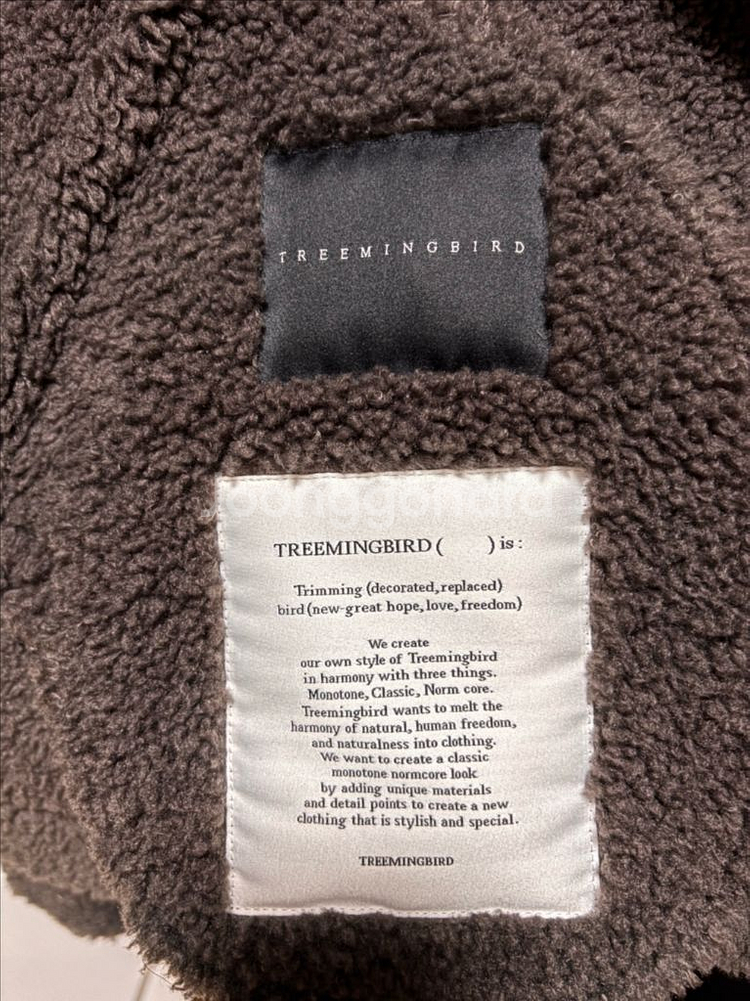 TREEMINGBIRD
TREEMINGBIRD ( ) is :
Trimming (decorated, replaced)
bird (new-great hope, love, freedom)
We create
our own style of Treemingbird
in harmony with three things.
Monotone, Classic, Norm core.
Treemingbird wants to melt the
harmony of natural, human freedom,
and naturalness into clothing.
We want to create a classic
monotone normcore look
by adding unique materials
and detail points to create a new
clothing that is stylish and special.
TREEMINGBIRD